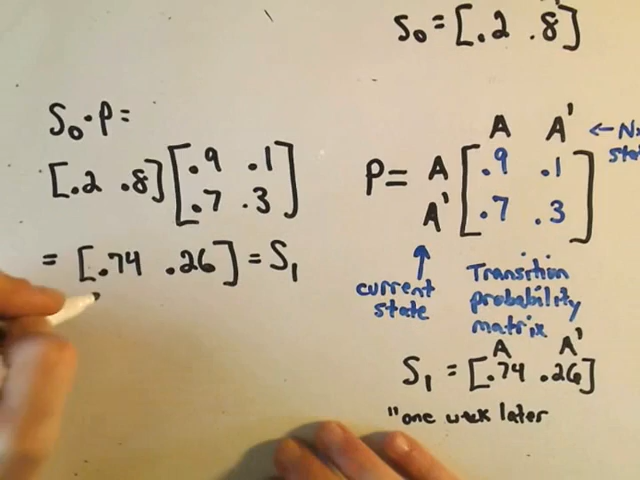 S₀ = [.2 .8]
S₀·P =
[.2 .8] [.9 .1
.7 .3]
= [.74 .26] = S₁
A A'
P = A [.9 .1
A' .7 .3]
←
current
state
Transition
probability
matrix
A A'
S₁ = [.74 .26]
"one week later